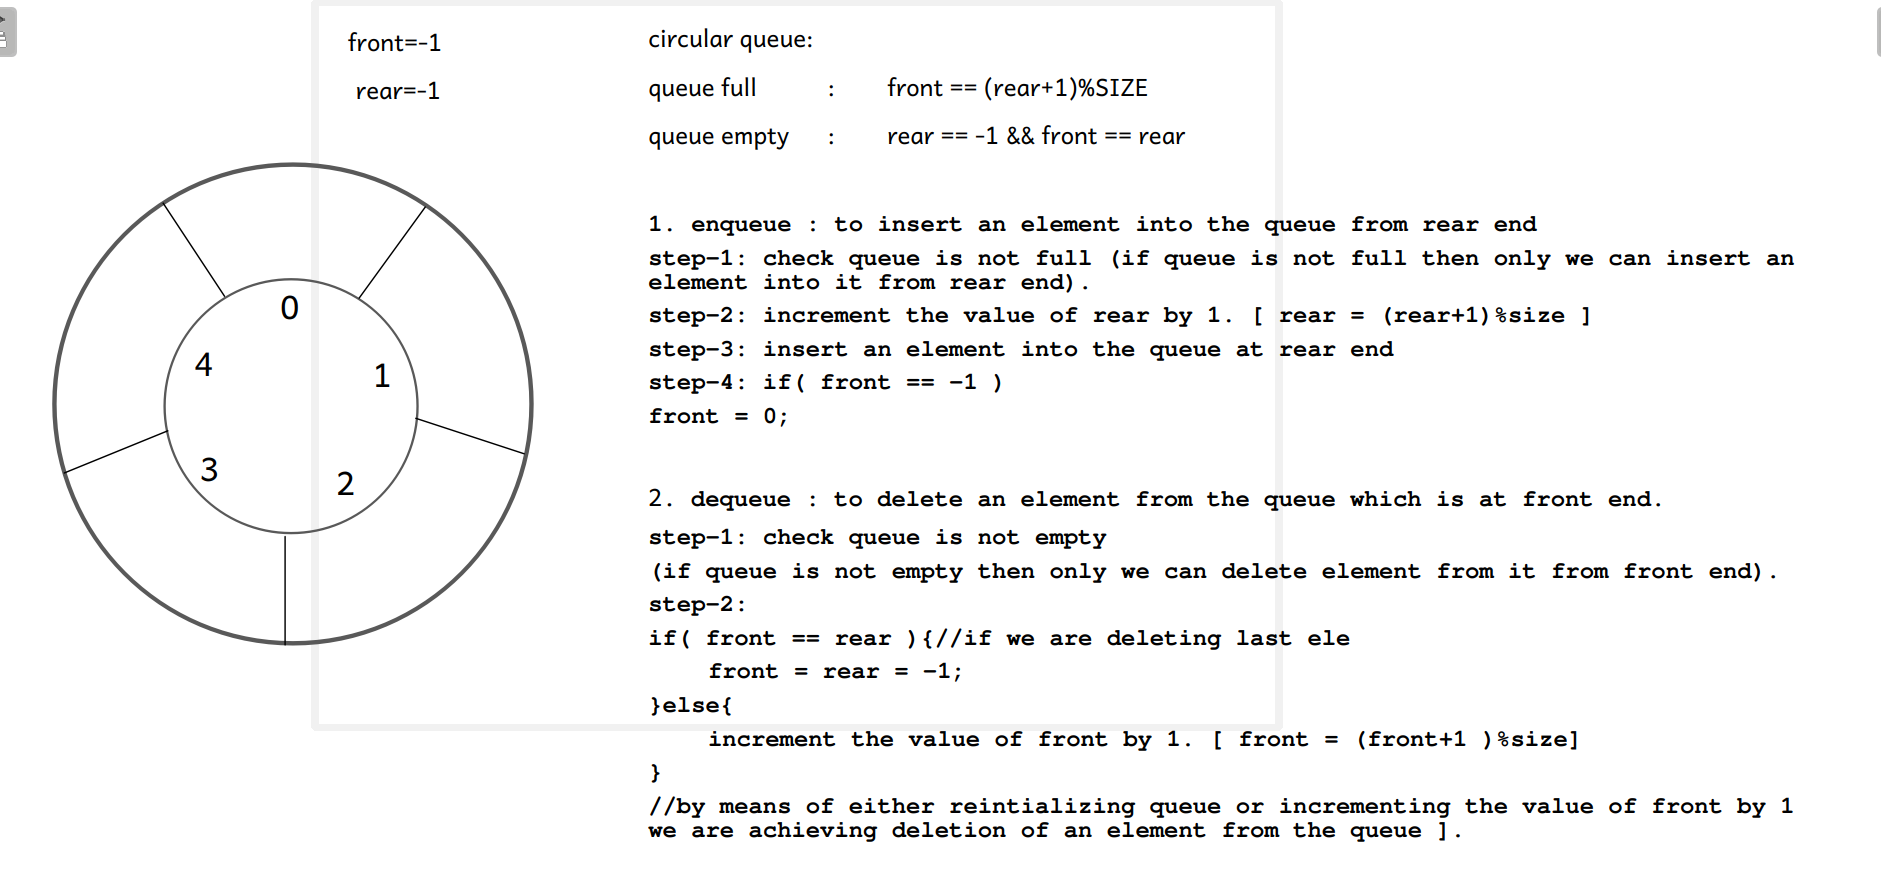 front=-1
rear=-1
circular queue:
queue full : front == (rear+1)%SIZE
queue empty : rear == -1 && front == rear
0
1
2
3
4
1. enqueue : to insert an element into the queue from rear end
step-1: check queue is not full (if queue is not full then only we can insert an
element into it from rear end).
step-2: increment the value of rear by 1. [ rear = (rear+1)%size ]
step-3: insert an element into the queue at rear end
step-4: if( front == -1 )
front = 0;
2. dequeue : to delete an element from the queue which is at front end.
step-1: check queue is not empty
(if queue is not empty then only we can delete element from it from front end).
step-2:
if( front == rear ){//if we are deleting last ele
front = rear = -1;
}else{
increment the value of front by 1. [ front = (front+1 )%size]
}
//by means of either reintializing queue or incrementing the value of front by 1
we are achieving deletion of an element from the queue ].